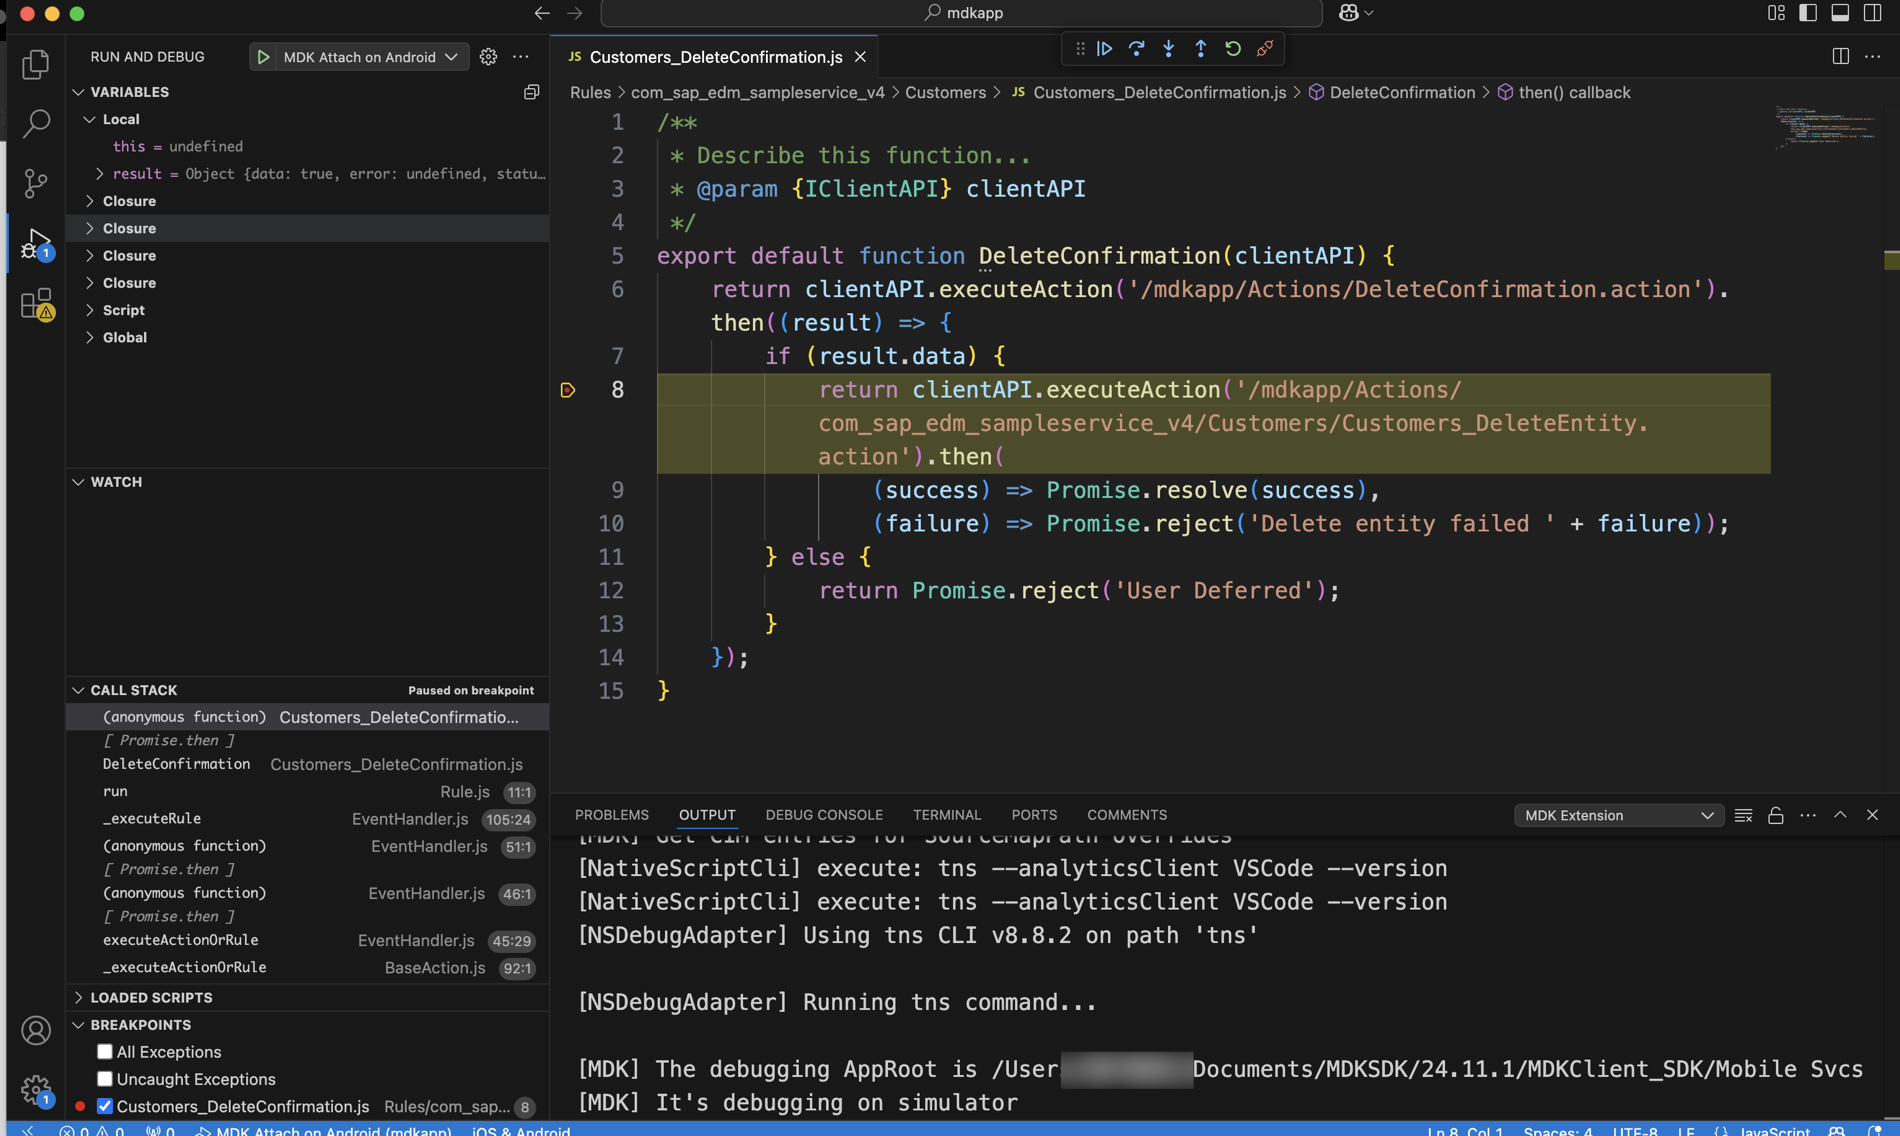 mdkapp
RUN AND DEBUG
MDK Attach on Android
JS Customers_DeleteConfirmation.js
Rules > com_sap_edm_sampleservice_v4 > Customers > JS Customers_DeleteConfirmation.js > DeleteConfirmation > then() callback
VARIABLES
Local
this = undefined
result = Object {data: true, error: undefined, statu…
Closure
Closure
Closure
Closure
Script
Global
WATCH
CALL STACK
Paused on breakpoint
(anonymous function) Customers_DeleteConfirmatio...
[ Promise.then ]
DeleteConfirmation Customers_DeleteConfirmation.js
run Rule.js 11:1
_executeRule EventHandler.js 105:24
(anonymous function) EventHandler.js 51:1
[ Promise.then ]
(anonymous function) EventHandler.js 46:1
[ Promise.then ]
executeActionOrRule EventHandler.js 45:29
_executeActionOrRule BaseAction.js 92:1
LOADED SCRIPTS
BREAKPOINTS
All Exceptions
Uncaught Exceptions
Customers_DeleteConfirmation.js Rules/com_sap... 8
1
1
1 /**
2 * Describe this function...
3 * @param {IClientAPI} clientAPI
4 */
5 export default function DeleteConfirmation(clientAPI) {
6 return clientAPI.executeAction('/mdkapp/Actions/DeleteConfirmation.action').
then((result) => {
7 if (result.data) {
8 return clientAPI.executeAction('/mdkapp/Actions/
com_sap_edm_sampleservice_v4/Customers/Customers_DeleteEntity.
action').then(
9 (success) => Promise.resolve(success),
10 (failure) => Promise.reject('Delete entity failed ' + failure));
11 } else {
12 return Promise.reject('User Deferred');
13 }
14 });
15 }
PROBLEMS OUTPUT DEBUG CONSOLE TERMINAL PORTS COMMENTS
MDK Extension
[MDK] Get CIM entries for SourceMapPath overrides
[NativeScriptCli] execute: tns --analyticsClient VSCode --version
[NativeScriptCli] execute: tns --analyticsClient VSCode --version
[NSDebugAdapter] Using tns CLI v8.8.2 on path 'tns'
[NSDebugAdapter] Running tns command...
[MDK] The debugging AppRoot is /User Documents/MDKSDK/24.11.1/MDKClient_SDK/Mobile Svcs
[MDK] It's debugging on simulator
0 0 0 MDK Attach on Android (mdkapp) iOS & Android
Ln 8, Col 1 Spaces: 4 UTF-8 LF {} JavaScript